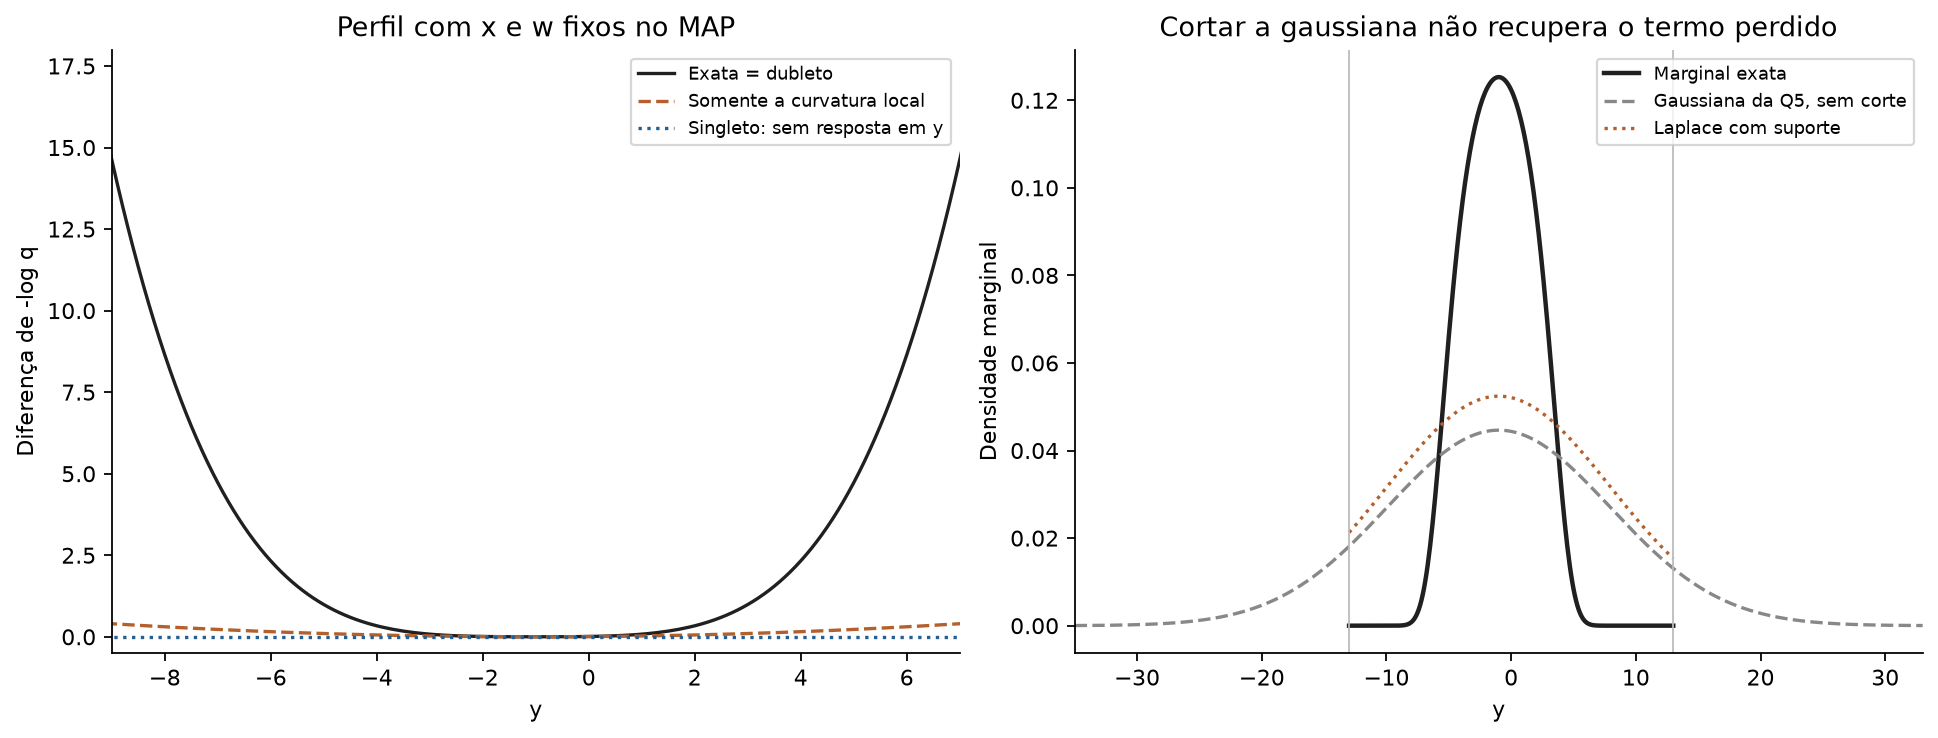 Perfil com x e w fixos no MAP
17.5
15.0
12.5
10.0
7.5
5.0
2.5
0.0
Diferença de -log q
Exata = dubleto
Somente a curvatura local
Singleto: sem resposta em y
−8 −6 −4 −2 0 2 4 6
y
Cortar a gaussiana não recupera o termo perdido
0.12
0.10
0.08
0.06
0.04
0.02
0.00
Densidade marginal
Marginal exata
Gaussiana da Q5, sem corte
Laplace com suporte
−30 −20 −10 0 10 20 30
y